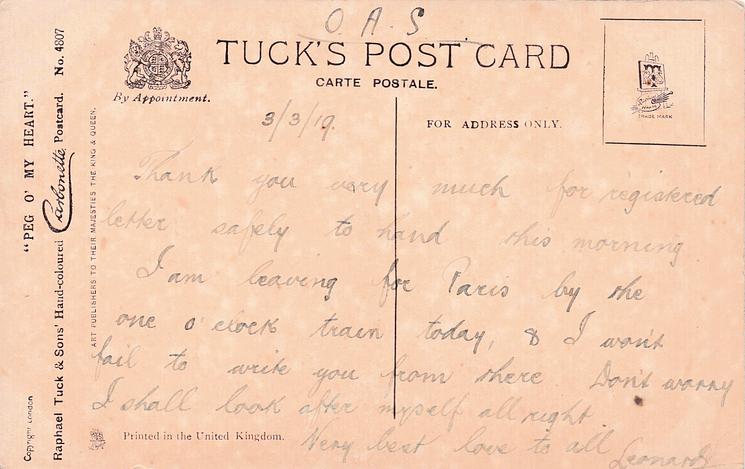 O.A.S
TUCK'S POST CARD
CARTE POSTALE.
By Appointment.
TRADE MARK
3/3/19.
FOR ADDRESS ONLY.
Thank you very much for registered
letter safely to hand this morning
I am leaving for Paris by the
one o'clock train today, & I won't
fail to write you from there Don't worry
I shall look after myself all right
Very best love to all
Leonard
Printed in the United Kingdom.
"PEG O' MY HEART."
Copyright London
Raphael Tuck & Sons' Hand-coloured Carbonette Postcard. No. 4807
ART PUBLISHERS TO THEIR MAJESTIES THE KING & QUEEN.